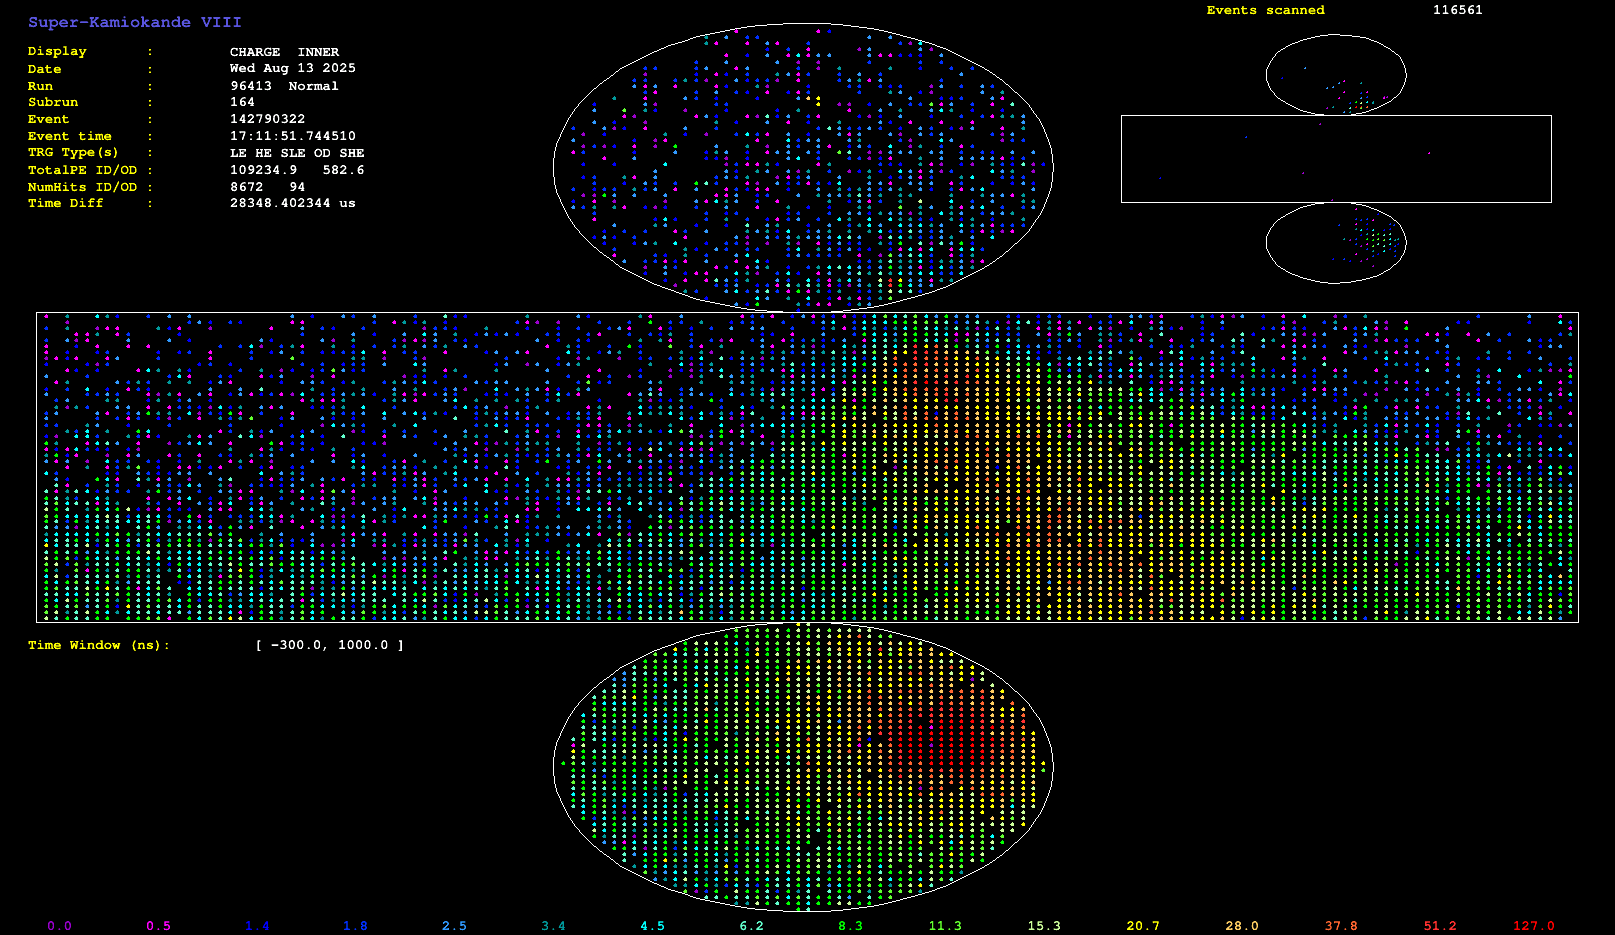 Super-Kamiokande VIII
Events scanned 116561
Display : CHARGE INNER
Date : Wed Aug 13 2025
Run : 96413 Normal
Subrun : 164
Event : 142790322
Event time : 17:11:51.744510
TRG Type(s) : LE HE SLE OD SHE
TotalPE ID/OD : 109234.9 582.6
NumHits ID/OD : 8672 94
Time Diff : 28348.402344 us
Time Window (ns): [ -300.0, 1000.0 ]
0.0 0.5 1.4 1.8 2.5 3.4 4.5 6.2 8.3 11.3 15.3 20.7 28.0 37.8 51.2 127.0